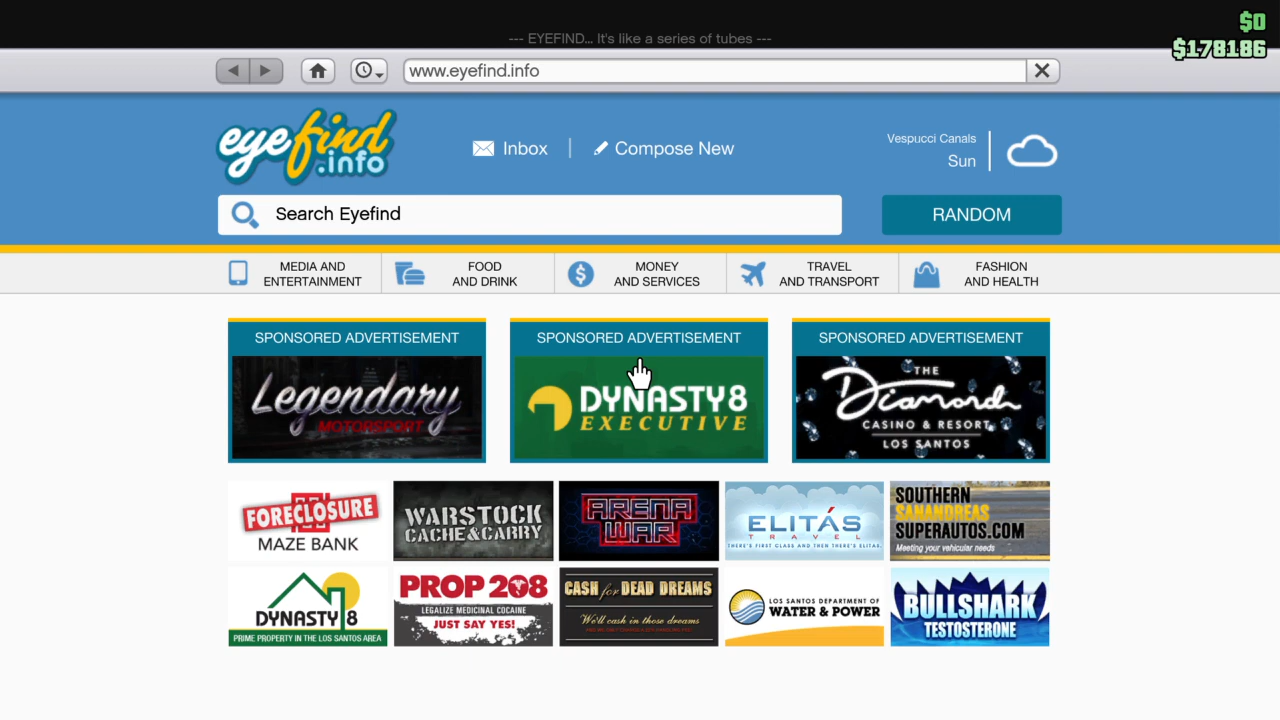 $0
--- EYEFIND... It's like a series of tubes ---
$178186
www.eyefind.info
eyefind
.info
Inbox
Compose New
Vespucci Canals
Sun
Search Eyefind
RANDOM
MEDIA AND
ENTERTAINMENT
FOOD
AND DRINK
MONEY
AND SERVICES
TRAVEL
AND TRANSPORT
FASHION
AND HEALTH
SPONSORED ADVERTISEMENT
Legendary
MOTORSPORT
SPONSORED ADVERTISEMENT
DYNASTY 8
EXECUTIVE
SPONSORED ADVERTISEMENT
THE
Diamond
CASINO & RESORT
LOS SANTOS
FORECLOSURE
MAZE BANK
WARSTOCK
CACHE & CARRY
ARENA
WAR
ELITÁS
TRAVEL
THERE'S FIRST CLASS AND THEN THERE'S ELITAS.
SOUTHERN
SANANDREAS
SUPERAUTOS.COM
Meeting your vehicular needs
DYNASTY 8
PRIME PROPERTY IN THE LOS SANTOS AREA
PROP 208
LEGALIZE MEDICINAL COCAINE
JUST SAY YES!
CASH for DEAD DREAMS
We'll cash in those dreams
LOS SANTOS DEPARTMENT OF
WATER & POWER
BULLSHARK
TESTOSTERONE